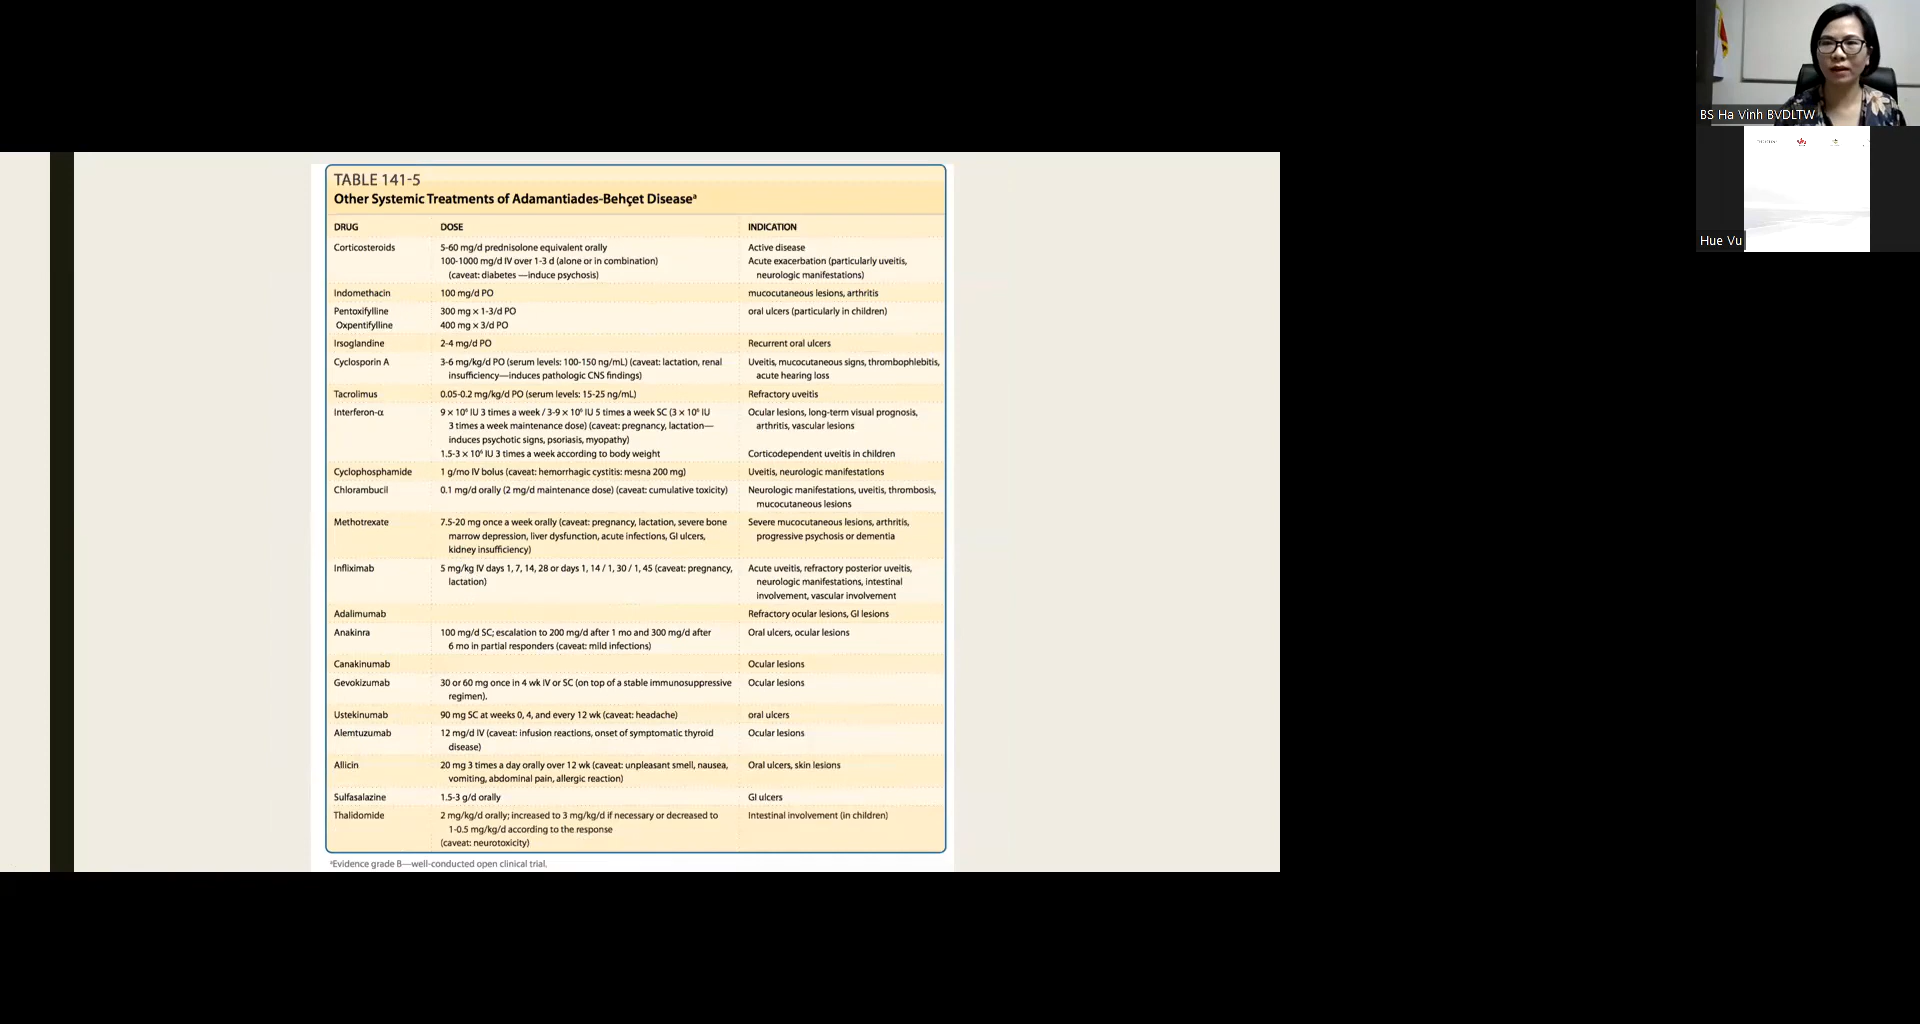 TABLE 141-5
Other Systemic Treatments of Adamantiades-Behçet Diseaseᵃ
DRUG DOSE INDICATION
Corticosteroids 5-60 mg/d prednisolone equivalent orally Active disease
100-1000 mg/d IV over 1-3 d (alone or in combination) Acute exacerbation (particularly uveitis,
(caveat: diabetes —induce psychosis) neurologic manifestations)
Indomethacin 100 mg/d PO mucocutaneous lesions, arthritis
Pentoxifylline 300 mg × 1-3/d PO oral ulcers (particularly in children)
Oxpentifylline 400 mg × 3/d PO
Irsoglandine 2-4 mg/d PO Recurrent oral ulcers
Cyclosporin A 3-6 mg/kg/d PO (serum levels: 100-150 ng/mL) (caveat: lactation, renal Uveitis, mucocutaneous signs, thrombophlebitis,
insufficiency—induces pathologic CNS findings) acute hearing loss
Tacrolimus 0.05-0.2 mg/kg/d PO (serum levels: 15-25 ng/mL) Refractory uveitis
Interferon-α 9 × 10⁶ IU 3 times a week / 3-9 × 10⁶ IU 5 times a week SC (3 × 10⁶ IU Ocular lesions, long-term visual prognosis,
3 times a week maintenance dose) (caveat: pregnancy, lactation— arthritis, vascular lesions
induces psychotic signs, psoriasis, myopathy)
1.5-3 × 10⁶ IU 3 times a week according to body weight Corticodependent uveitis in children
Cyclophosphamide 1 g/mo IV bolus (caveat: hemorrhagic cystitis: mesna 200 mg) Uveitis, neurologic manifestations
Chlorambucil 0.1 mg/d orally (2 mg/d maintenance dose) (caveat: cumulative toxicity) Neurologic manifestations, uveitis, thrombosis,
mucocutaneous lesions
Methotrexate 7.5-20 mg once a week orally (caveat: pregnancy, lactation, severe bone Severe mucocutaneous lesions, arthritis,
marrow depression, liver dysfunction, acute infections, GI ulcers, progressive psychosis or dementia
kidney insufficiency)
Infliximab 5 mg/kg IV days 1, 7, 14, 28 or days 1, 14 / 1, 30 / 1, 45 (caveat: pregnancy, Acute uveitis, refractory posterior uveitis,
lactation) neurologic manifestations, intestinal
involvement, vascular involvement
Adalimumab Refractory ocular lesions, GI lesions
Anakinra 100 mg/d SC; escalation to 200 mg/d after 1 mo and 300 mg/d after Oral ulcers, ocular lesions
6 mo in partial responders (caveat: mild infections)
Canakinumab Ocular lesions
Gevokizumab 30 or 60 mg once in 4 wk IV or SC (on top of a stable immunosuppressive Ocular lesions
regimen).
Ustekinumab 90 mg SC at weeks 0, 4, and every 12 wk (caveat: headache) oral ulcers
Alemtuzumab 12 mg/d IV (caveat: infusion reactions, onset of symptomatic thyroid Ocular lesions
disease)
Allicin 20 mg 3 times a day orally over 12 wk (caveat: unpleasant smell, nausea, Oral ulcers, skin lesions
vomiting, abdominal pain, allergic reaction)
Sulfasalazine 1.5-3 g/d orally GI ulcers
Thalidomide 2 mg/kg/d orally; increased to 3 mg/kg/d if necessary or decreased to Intestinal involvement (in children)
1-0.5 mg/kg/d according to the response
(caveat: neurotoxicity)
ᵃEvidence grade B—well-conducted open clinical trial.
BS Ha Vinh BVDLTW
Hue Vu